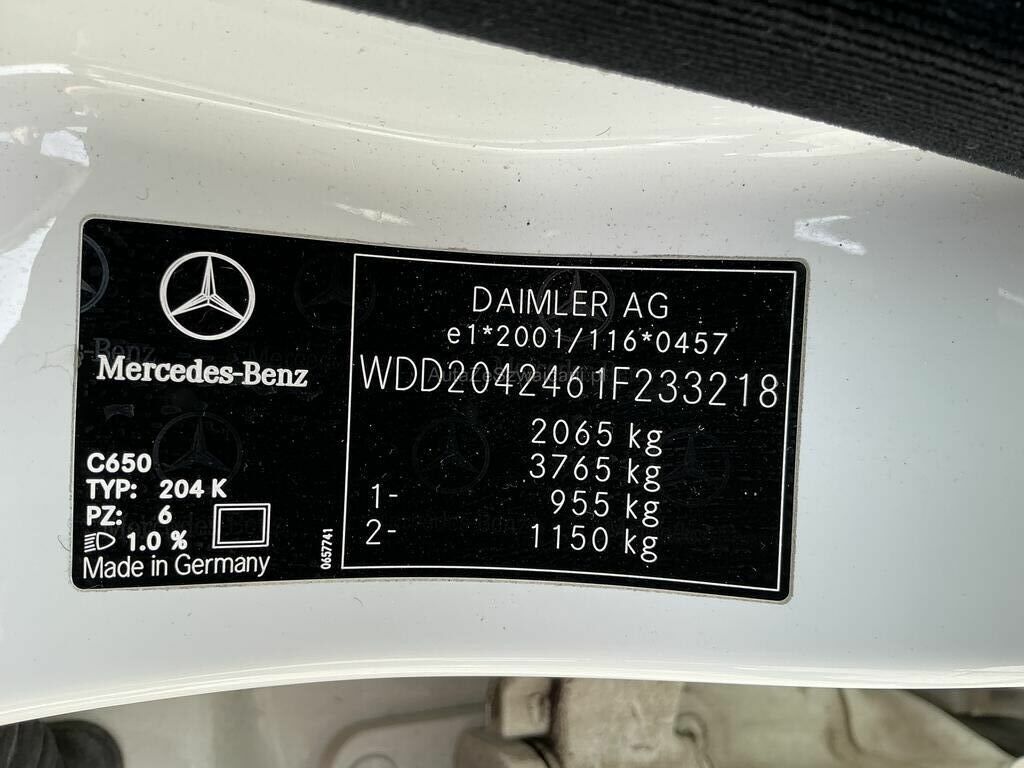 Mercedes-Benz
C650
TYP: 204 K
PZ: 6
1.0 %
Made in Germany
0657741
DAIMLER AG
e1*2001/116*0457
WDD2042461F233218
2065 kg
3765 kg
1- 955 kg
2- 1150 kg